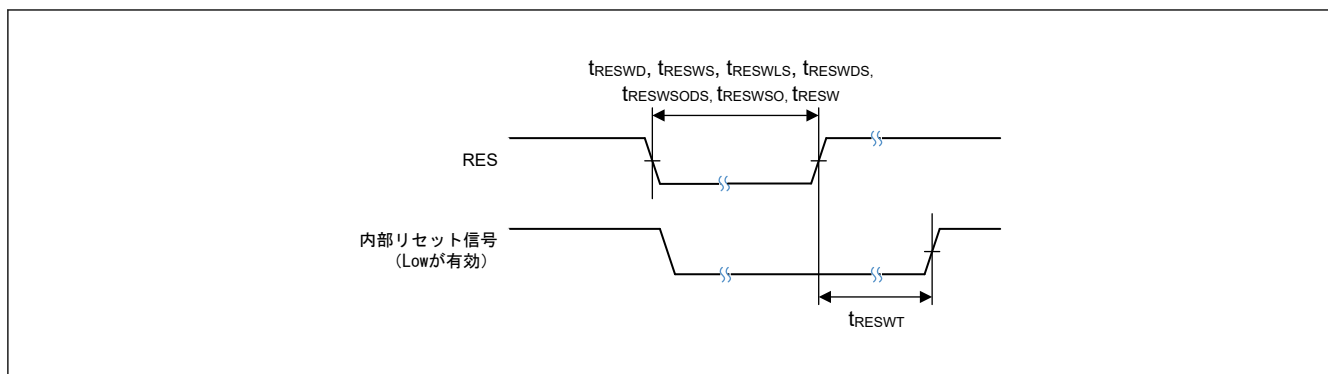 tRESWD, tRESWS, tRESWLS, tRESWDS,
tRESWSODS, tRESWSO, tRESW
RES
内部リセット信号
（Lowが有効）
tRESWT